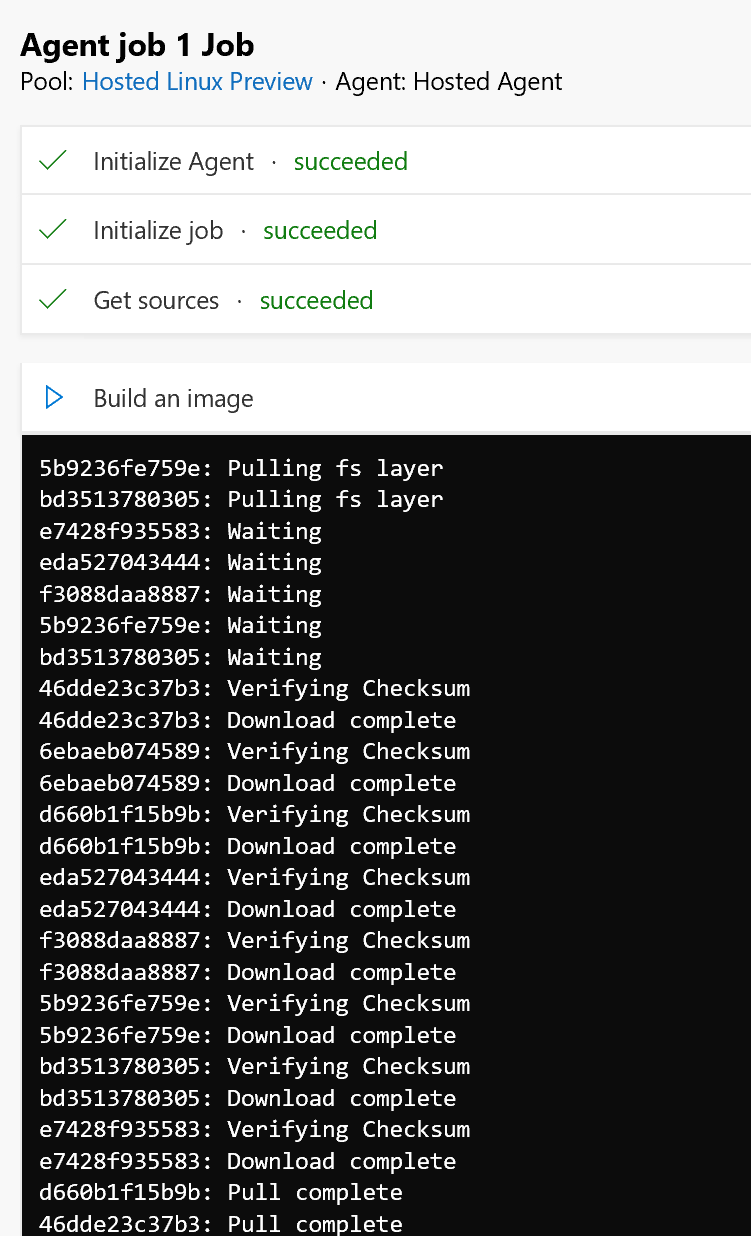 Agent job 1 Job
Pool: Hosted Linux Preview · Agent: Hosted Agent
Initialize Agent · succeeded
Initialize job · succeeded
Get sources · succeeded
Build an image
5b9236fe759e: Pulling fs layer
bd3513780305: Pulling fs layer
e7428f935583: Waiting
eda527043444: Waiting
f3088daa8887: Waiting
5b9236fe759e: Waiting
bd3513780305: Waiting
46dde23c37b3: Verifying Checksum
46dde23c37b3: Download complete
6ebaeb074589: Verifying Checksum
6ebaeb074589: Download complete
d660b1f15b9b: Verifying Checksum
d660b1f15b9b: Download complete
eda527043444: Verifying Checksum
eda527043444: Download complete
f3088daa8887: Verifying Checksum
f3088daa8887: Download complete
5b9236fe759e: Verifying Checksum
5b9236fe759e: Download complete
bd3513780305: Verifying Checksum
bd3513780305: Download complete
e7428f935583: Verifying Checksum
e7428f935583: Download complete
d660b1f15b9b: Pull complete
46dde23c37b3: Pull complete